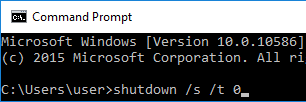 Command Prompt
Microsoft Windows [Version 10.0.10586]
(c) 2015 Microsoft Corporation. All ri
C:\Users\user>shutdown /s /t 0